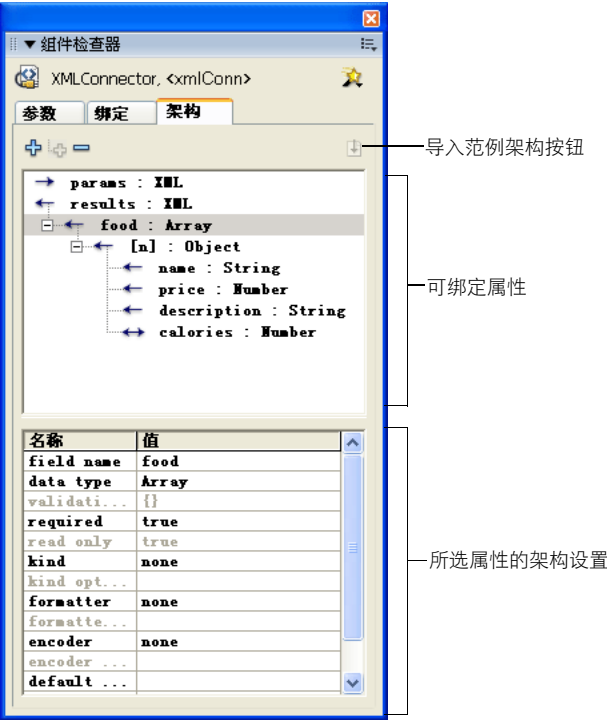 组件检查器
XMLConnector, <xmlConn>
参数 绑定 架构
导入范例架构按钮
params : XML
results : XML
food : Array
[n] : Object
name : String
price : Number
description : String
calories : Number
可绑定属性
名称 值
field name food
data type Array
validati... {}
required true
read only true
kind none
kind opt...
formatter none
formatte...
encoder none
encoder ...
default ...
所选属性的架构设置